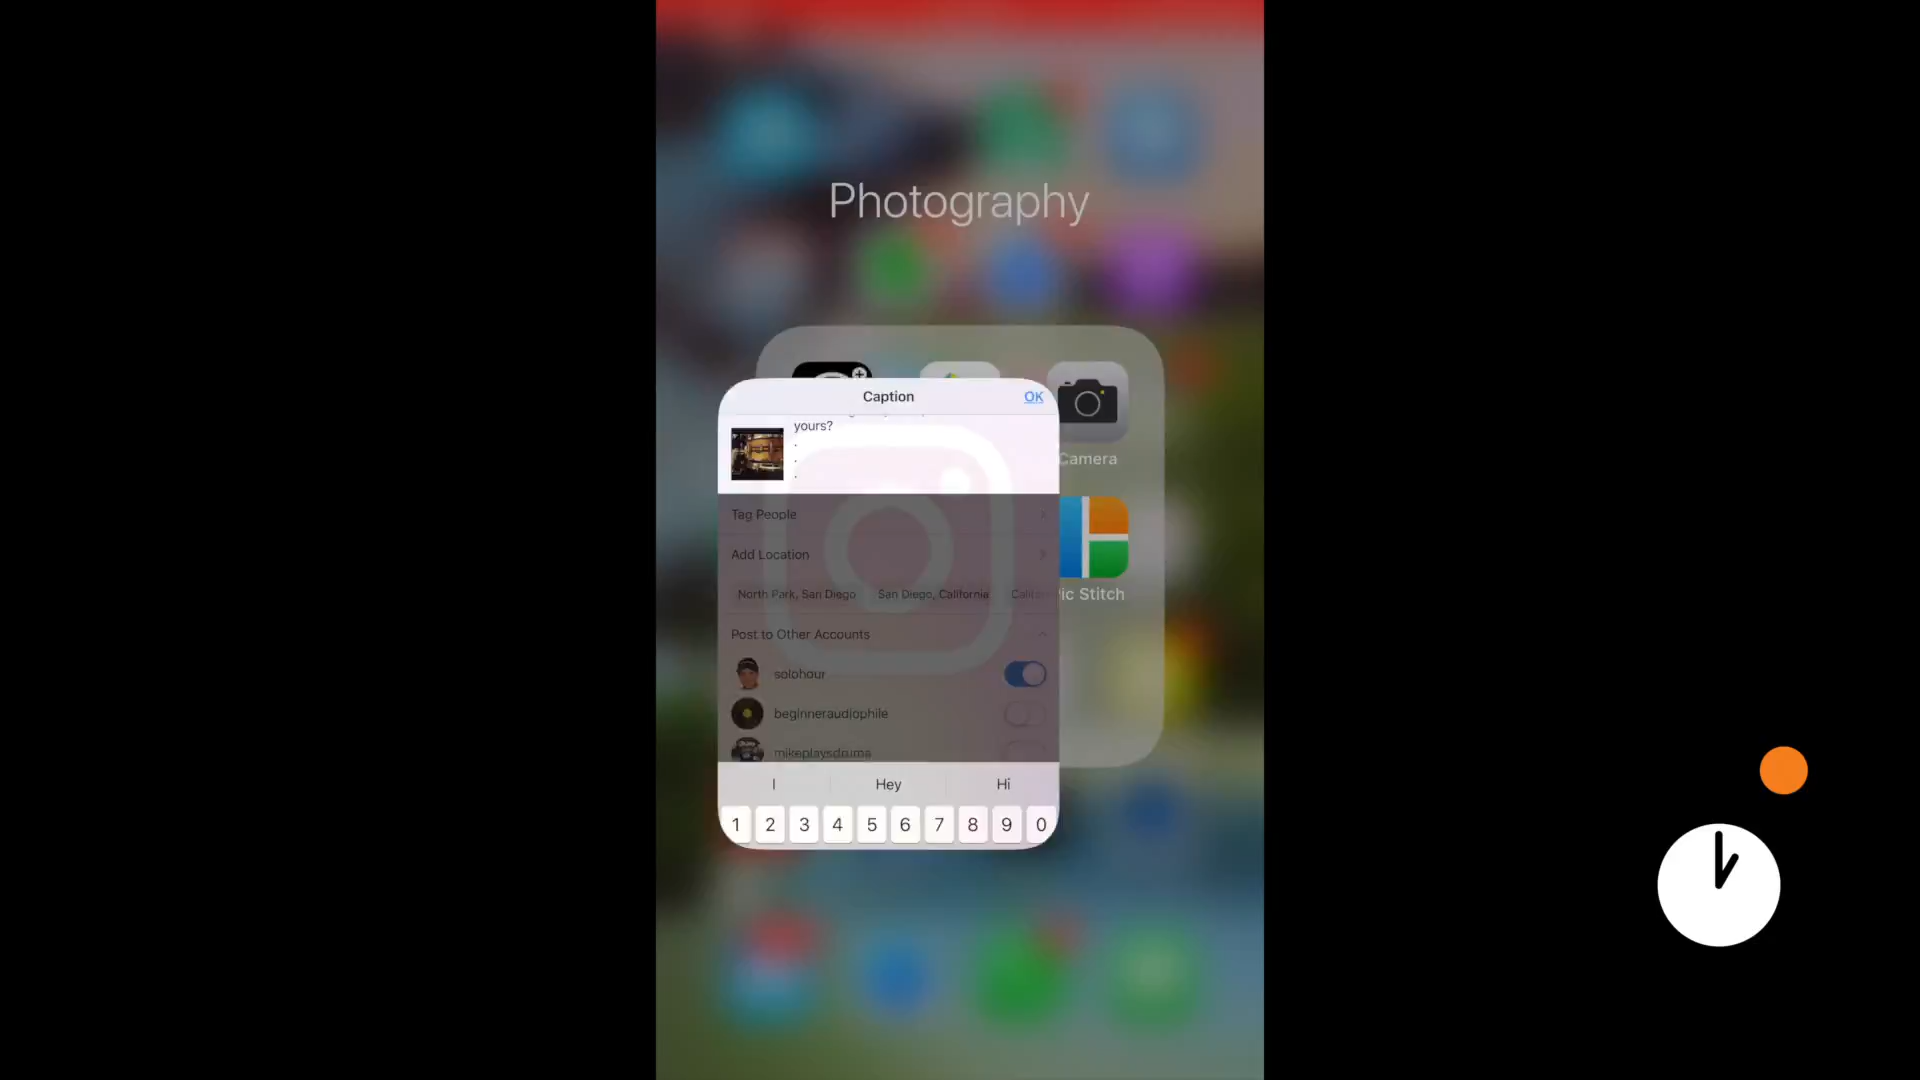 Photography
Caption
OK
yours?
.
.
.
Camera
Tag People
Add Location
North Park, San Diego
San Diego, California
Pic Stitch
Post to Other Accounts
solohour
beginneraudiophile
mikeplaysdrums
I
Hey
Hi
1 2 3 4 5 6 7 8 9 0